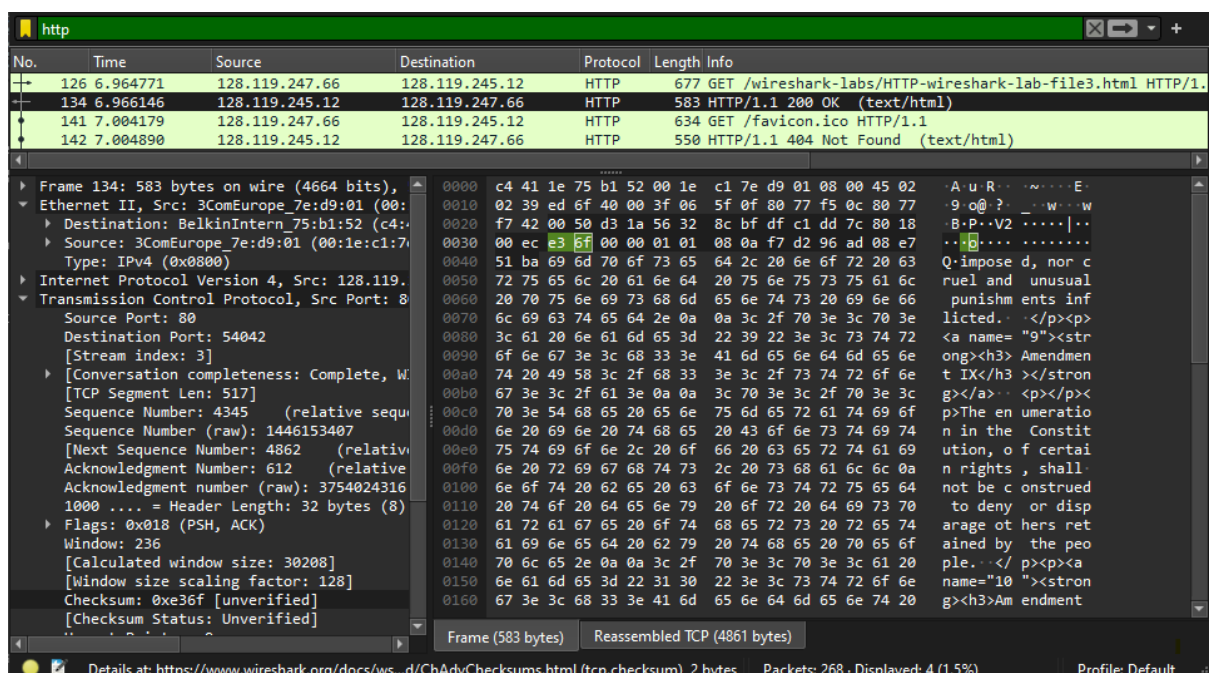 http
No. Time Source Destination Protocol Length Info
126 6.964771 128.119.247.66 128.119.245.12 HTTP 677 GET /wireshark-labs/HTTP-wireshark-lab-file3.html HTTP/1.
134 6.966146 128.119.245.12 128.119.247.66 HTTP 583 HTTP/1.1 200 OK (text/html)
141 7.004179 128.119.247.66 128.119.245.12 HTTP 634 GET /favicon.ico HTTP/1.1
142 7.004890 128.119.245.12 128.119.247.66 HTTP 550 HTTP/1.1 404 Not Found (text/html)
Frame 134: 583 bytes on wire (4664 bits),
Ethernet II, Src: 3ComEurope_7e:d9:01 (00:
Destination: BelkinIntern_75:b1:52 (c4:
Source: 3ComEurope_7e:d9:01 (00:1e:c1:7
Type: IPv4 (0x0800)
Internet Protocol Version 4, Src: 128.119.
Transmission Control Protocol, Src Port: 8
Source Port: 80
Destination Port: 54042
[Stream index: 3]
[Conversation completeness: Complete, W
[TCP Segment Len: 517]
Sequence Number: 4345 (relative sequ
Sequence Number (raw): 1446153407
[Next Sequence Number: 4862 (relativ
Acknowledgment Number: 612 (relative
Acknowledgment number (raw): 3754024316
1000 .... = Header Length: 32 bytes (8)
Flags: 0x018 (PSH, ACK)
Window: 236
[Calculated window size: 30208]
[Window size scaling factor: 128]
Checksum: 0xe36f [unverified]
[Checksum Status: Unverified]
0000 c4 41 1e 75 b1 52 00 1e c1 7e d9 01 08 00 45 02 ·A·u·R·· ·~····E·
0010 02 39 ed 6f 40 00 3f 06 5f 0f 80 77 f5 0c 80 77 ·9·o@·?· _··w···w
0020 f7 42 00 50 d3 1a 56 32 8c bf df c1 dd 7c 80 18 ·B·P··V2 ·····|··
0030 00 ec e3 6f 00 00 01 01 08 0a f7 d2 96 ad 08 e7 ···o···· ········
0040 51 ba 69 6d 70 6f 73 65 64 2c 20 6e 6f 72 20 63 Q·impose d, nor c
0050 72 75 65 6c 20 61 6e 64 20 75 6e 75 73 75 61 6c ruel and unusual
0060 20 70 75 6e 69 73 68 6d 65 6e 74 73 20 69 6e 66 punishm ents inf
0070 6c 69 63 74 65 64 2e 0a 0a 3c 2f 70 3e 3c 70 3e licted.· ·</p><p>
0080 3c 61 20 6e 61 6d 65 3d 22 39 22 3e 3c 73 74 72 <a name= "9"><str
0090 6f 6e 67 3e 3c 68 33 3e 41 6d 65 6e 64 6d 65 6e ong><h3> Amendmen
00a0 74 20 49 58 3c 2f 68 33 3e 3c 2f 73 74 72 6f 6e t IX</h3 ></stron
00b0 67 3e 3c 2f 61 3e 0a 0a 3c 70 3e 3c 2f 70 3e 3c g></a>·· <p></p><
00c0 70 3e 54 68 65 20 65 6e 75 6d 65 72 61 74 69 6f p>The en umeratio
00d0 6e 20 69 6e 20 74 68 65 20 43 6f 6e 73 74 69 74 n in the Constit
00e0 75 74 69 6f 6e 2c 20 6f 66 20 63 65 72 74 61 69 ution, o f certai
00f0 6e 20 72 69 67 68 74 73 2c 20 73 68 61 6c 6c 0a n rights , shall·
0100 6e 6f 74 20 62 65 20 63 6f 6e 73 74 72 75 65 64 not be c onstrued
0110 20 74 6f 20 64 65 6e 79 20 6f 72 20 64 69 73 70 to deny or disp
0120 61 72 61 67 65 20 6f 74 68 65 72 73 20 72 65 74 arage ot hers ret
0130 61 69 6e 65 64 20 62 79 20 74 68 65 20 70 65 6f ained by the peo
0140 70 6c 65 2e 0a 0a 3c 2f 70 3e 3c 70 3e 3c 61 20 ple.··</ p><p><a
0150 6e 61 6d 65 3d 22 31 30 22 3e 3c 73 74 72 6f 6e name="10 "><stron
0160 67 3e 3c 68 33 3e 41 6d 65 6e 64 6d 65 6e 74 20 g><h3>Am endment
Frame (583 bytes) Reassembled TCP (4861 bytes)
Details at: https://www.wireshark.org/docs/ws…d/ChAdvChecksums.html (tcp.checksum), 2 bytes Packets: 268 · Displayed: 4 (1.5%) Profile: Default